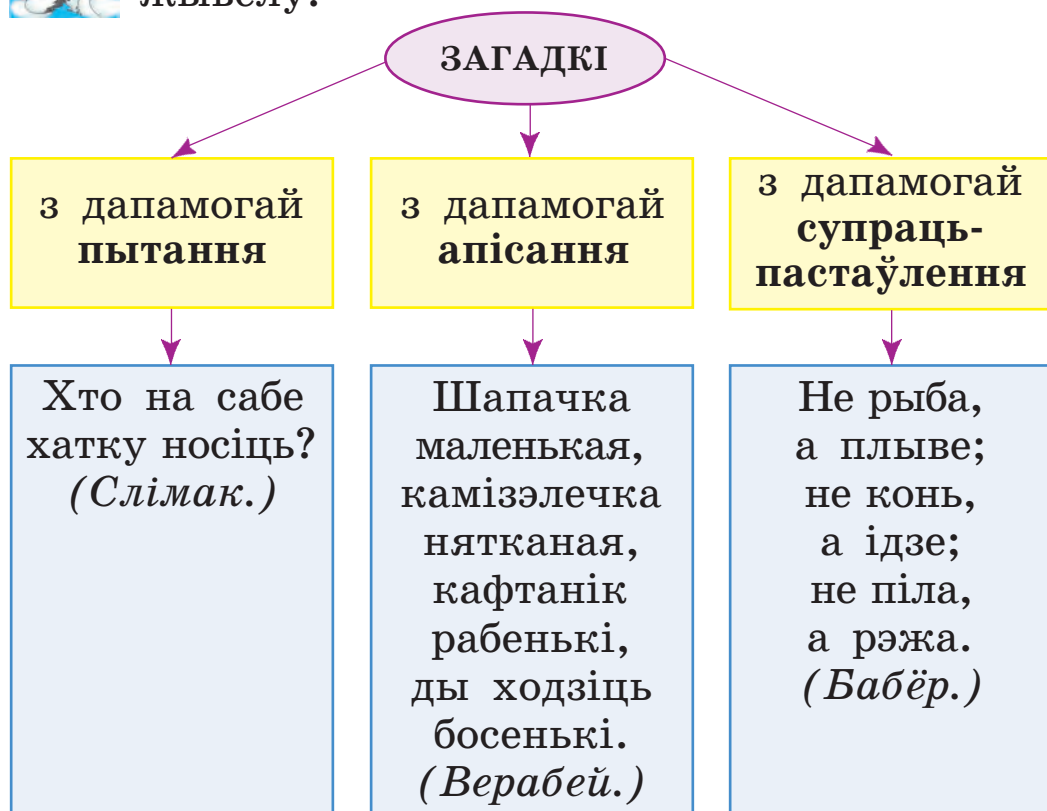 жывёлу?
ЗАГАДКІ
з дапамогай
пытання
з дапамогай
апісання
з дапамогай
супраць-
пастаўлення
Хто на сабе
хатку носіць?
(Слімак.)
Шапачка
маленькая,
камізэлечка
нятканая,
кафтанік
рабенькі,
ды ходзіць
босенькі.
(Верабей.)
Не рыба,
а плыве;
не конь,
а ідзе;
не піла,
а рэжа.
(Бабёр.)